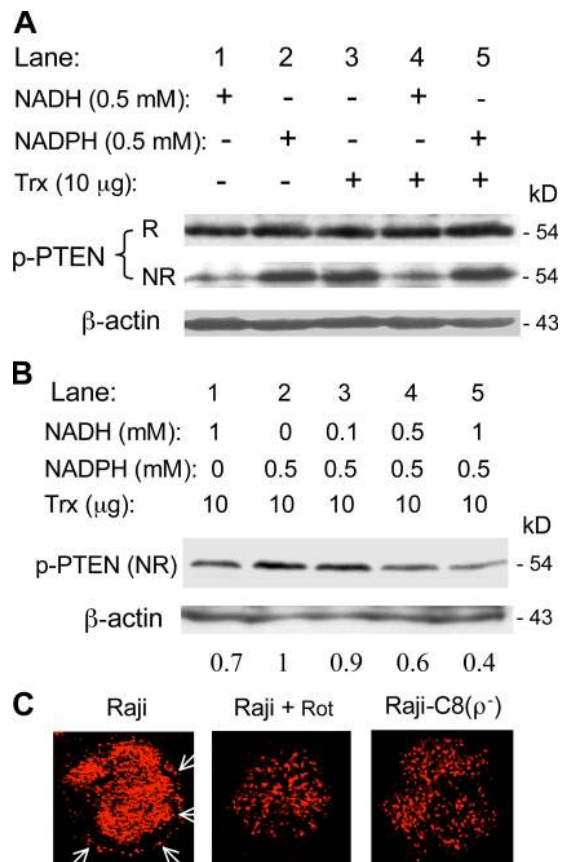 A
Lane: 1 2 3 4 5
NADH (0.5 mM): + - - + -
NADPH (0.5 mM): - + - - +
Trx (10 μg): - - + + +
kD
R - 54
p-PTEN {
NR - 54
β-actin - 43
B
Lane: 1 2 3 4 5
NADH (mM): 1 0 0.1 0.5 1
NADPH (mM): 0 0.5 0.5 0.5 0.5
Trx (μg): 10 10 10 10 10
kD
p-PTEN (NR) - 54
β-actin - 43
0.7 1 0.9 0.6 0.4
C
Raji Raji + Rot Raji-C8(ρ-)